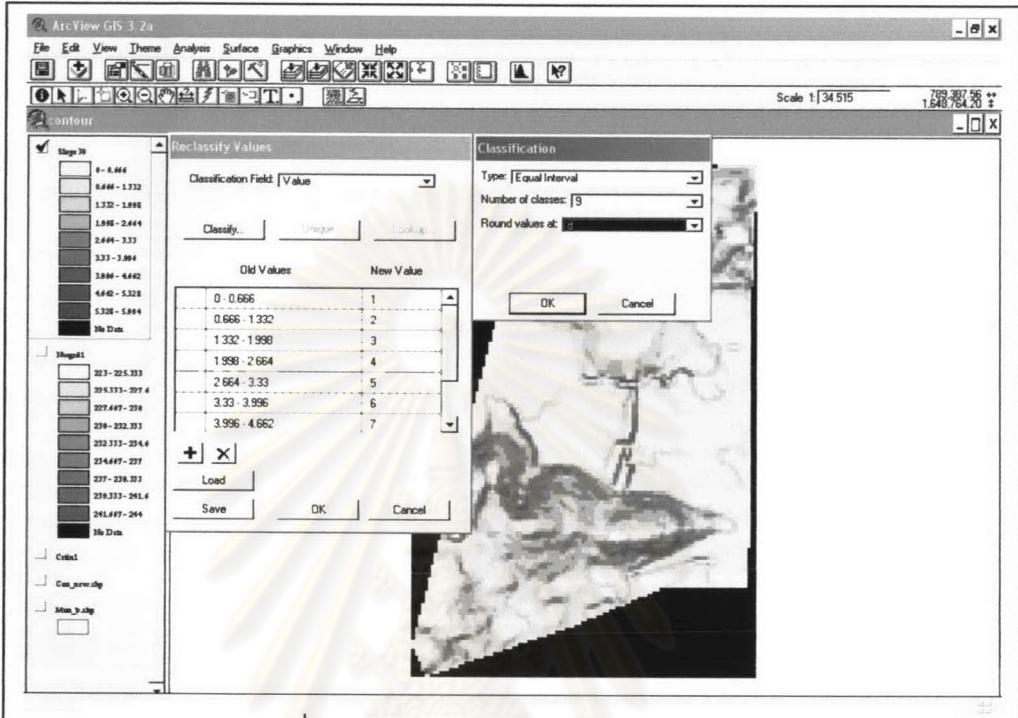 ArcView GIS 3.2a
File Edit View Theme Analysis Surface Graphics Window Help
Scale 1: 34.515
789,387.56
1,648,764.20
contour
Slope 30
0 - 0.666
0.666 - 1.332
1.332 - 1.998
1.998 - 2.664
2.664 - 3.33
3.33 - 3.996
3.996 - 4.662
4.662 - 5.328
5.328 - 5.994
No Data
223 - 225.333
225.333 - 227.6
227.667 - 230
230 - 232.333
232.333 - 234.6
234.667 - 237
237 - 239.333
239.333 - 241.6
241.667 - 244
No Data
Con_new.shp
Mun_b.shp
Reclassify Values
Classification Field: Value
Classify... Unique Lookup
Old Values New Value
0 - 0.666 1
0.666 - 1.332 2
1.332 - 1.998 3
1.998 - 2.664 4
2.664 - 3.33 5
3.33 - 3.996 6
3.996 - 4.662 7
Load
Save OK Cancel
Classification
Type: Equal Interval
Number of classes: 9
Round values at: d
OK Cancel